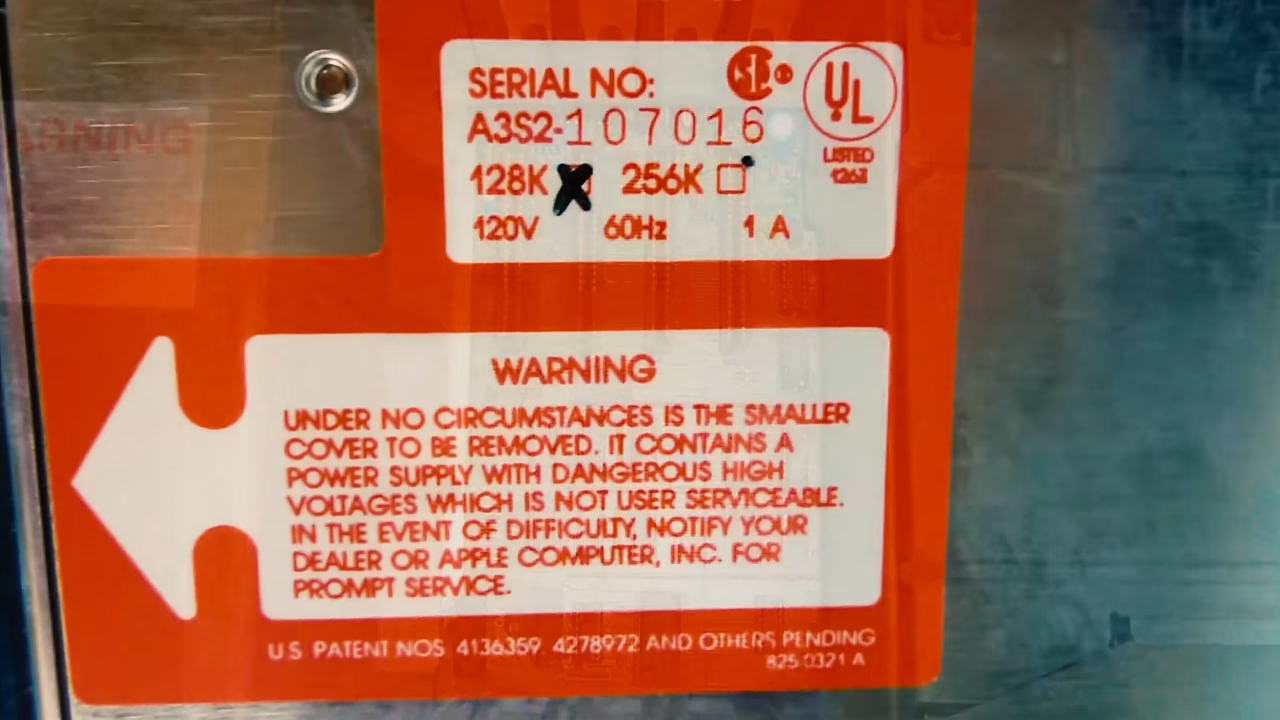 SERIAL NO:
A3S2-107016
128K 256K
120V 60Hz 1 A
UL
LISTED
WARNING
WARNING
UNDER NO CIRCUMSTANCES IS THE SMALLER
COVER TO BE REMOVED. IT CONTAINS A
POWER SUPPLY WITH DANGEROUS HIGH
VOLTAGES WHICH IS NOT USER SERVICEABLE.
IN THE EVENT OF DIFFICULTY, NOTIFY YOUR
DEALER OR APPLE COMPUTER, INC. FOR
PROMPT SERVICE.
U.S. PATENT NOS 4136359 4278972 AND OTHERS PENDING
825-0321 A